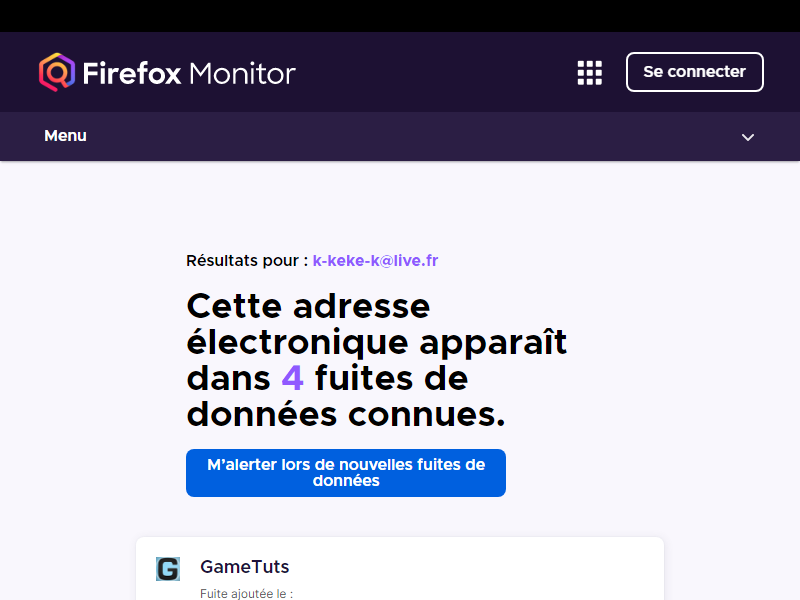 Firefox Monitor
Se connecter
Menu
Résultats pour : k-keke-k@live.fr
Cette adresse
électronique apparaît
dans 4 fuites de
données connues.
M’alerter lors de nouvelles fuites de
données
G
GameTuts
Fuite ajoutée le :